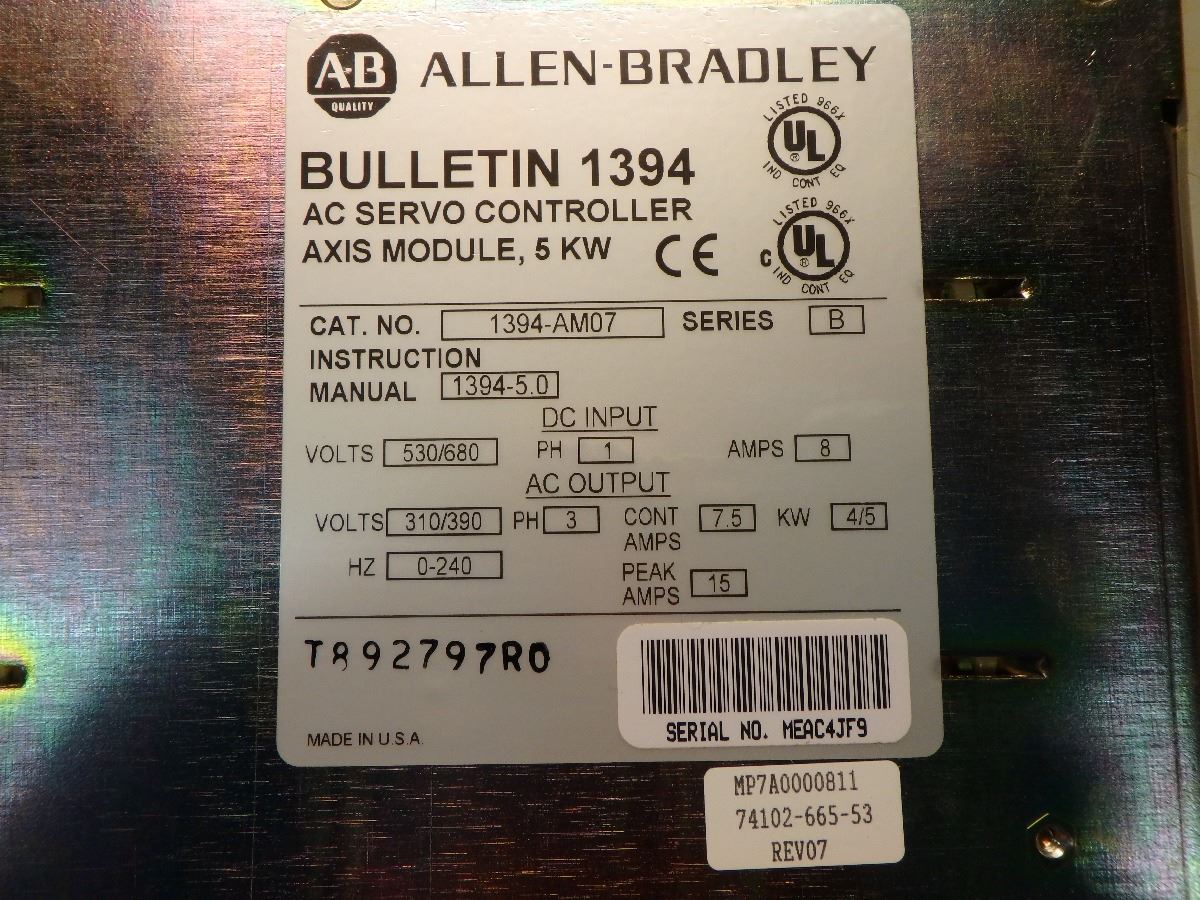 A-B
QUALITY
ALLEN-BRADLEY
LISTED 966X
UL
®
IND CONT EQ
BULLETIN 1394
AC SERVO CONTROLLER
AXIS MODULE, 5 KW
CE
LISTED 966X
C UL
®
IND CONT EQ
CAT. NO. 1394-AM07 SERIES B
INSTRUCTION
MANUAL 1394-5.0
DC INPUT
VOLTS 530/680 PH 1 AMPS 8
AC OUTPUT
VOLTS 310/390 PH 3 CONT AMPS 7.5 KW 4/5
HZ 0-240 PEAK AMPS 15
T892797R0
SERIAL NO. MEAC4JF9
MADE IN U.S.A.
MP7A0000811
74102-665-53
REV07